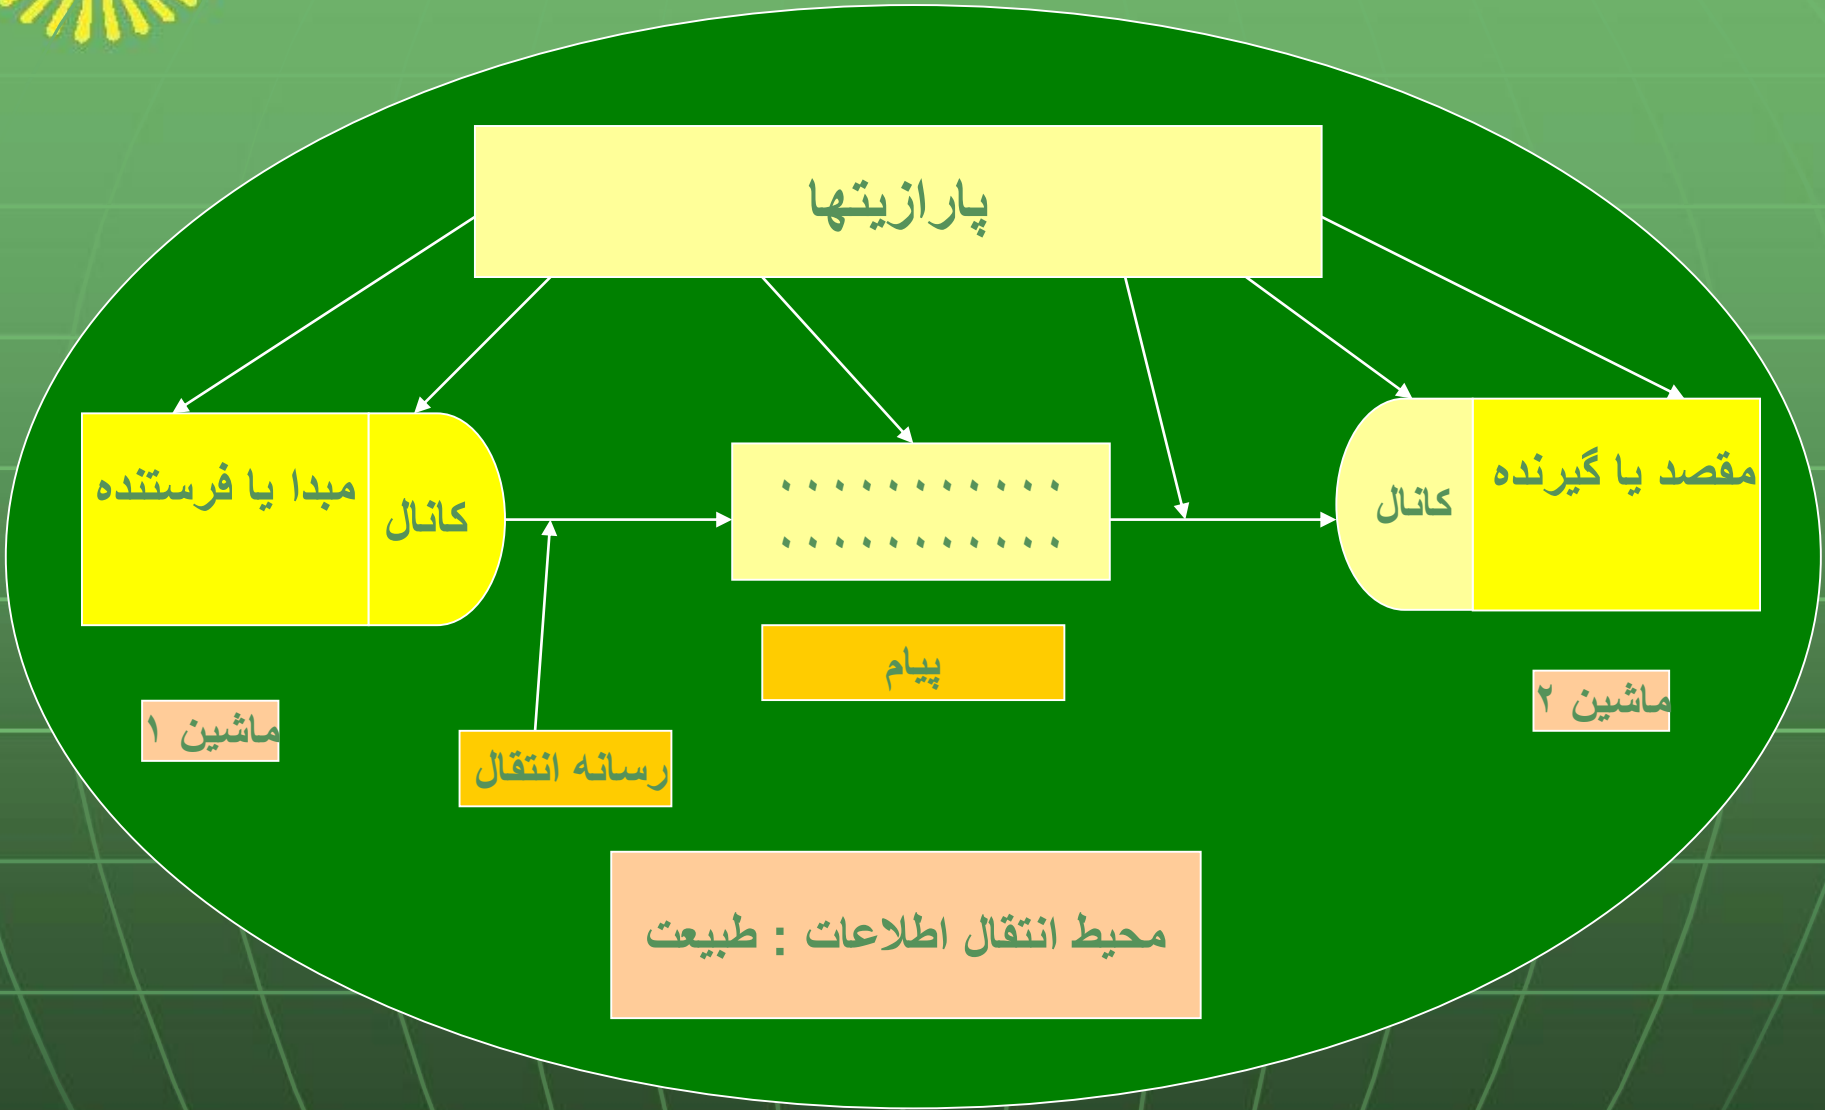 پارازیتها
مبدا یا فرستنده
کانال
. . . . . . . . . . .
. . . . . . . . . . .
کانال
مقصد یا گیرنده
پیام
ماشین ۱
ماشین ۲
رسانه انتقال
محیط انتقال اطلاعات : طبیعت